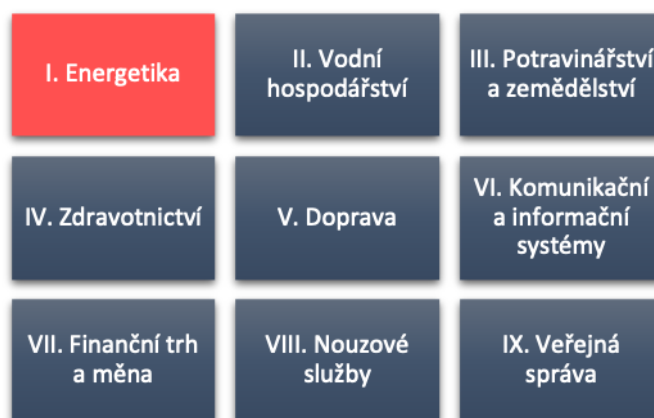 I. Energetika
II. Vodní
hospodářství
III. Potravinářství
a zemědělství
IV. Zdravotnictví
V. Doprava
VI. Komunikační
a informační
systémy
VII. Finanční trh
a měna
VIII. Nouzové
služby
IX. Veřejná
správa